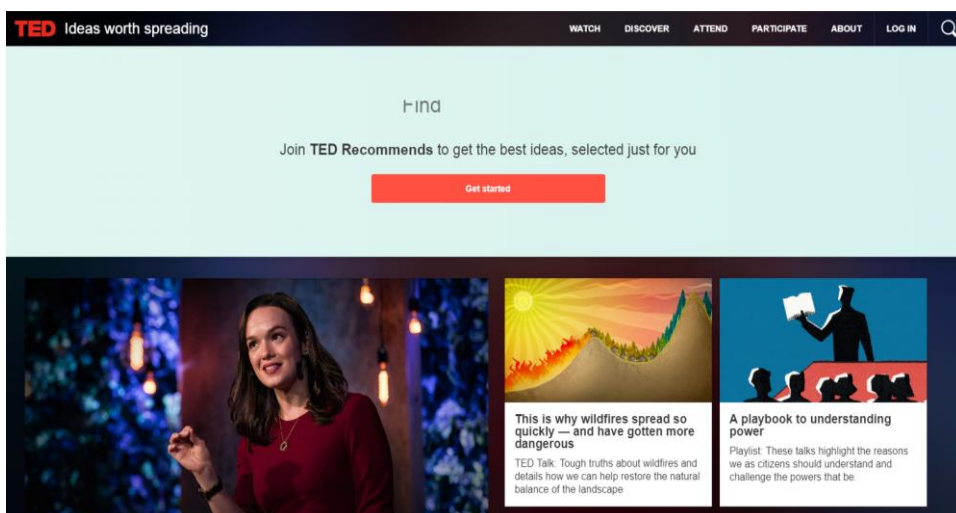 TED Ideas worth spreading
WATCH DISCOVER ATTEND PARTICIPATE ABOUT LOG IN
Find
Join TED Recommends to get the best ideas, selected just for you
Get started
This is why wildfires spread so
quickly — and have gotten more
dangerous
TED Talk: Tough truths about wildfires and
details how we can help restore the natural
balance of the landscape
A playbook to understanding
power
Playlist: These talks highlight the reasons
we as citizens should understand and
challenge the powers that be.